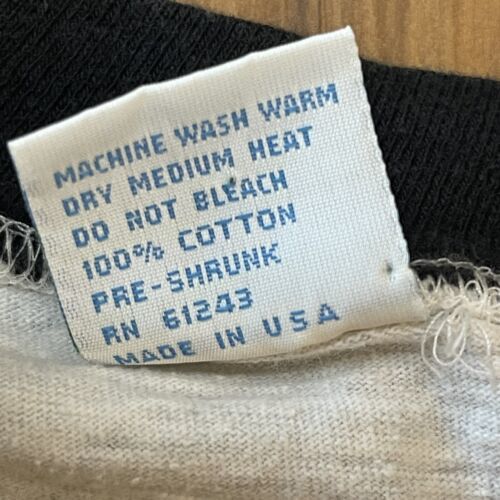 MACHINE WASH WARM
DRY MEDIUM HEAT
DO NOT BLEACH
100% COTTON
PRE-SHRUNK
RN 61243
MADE IN USA